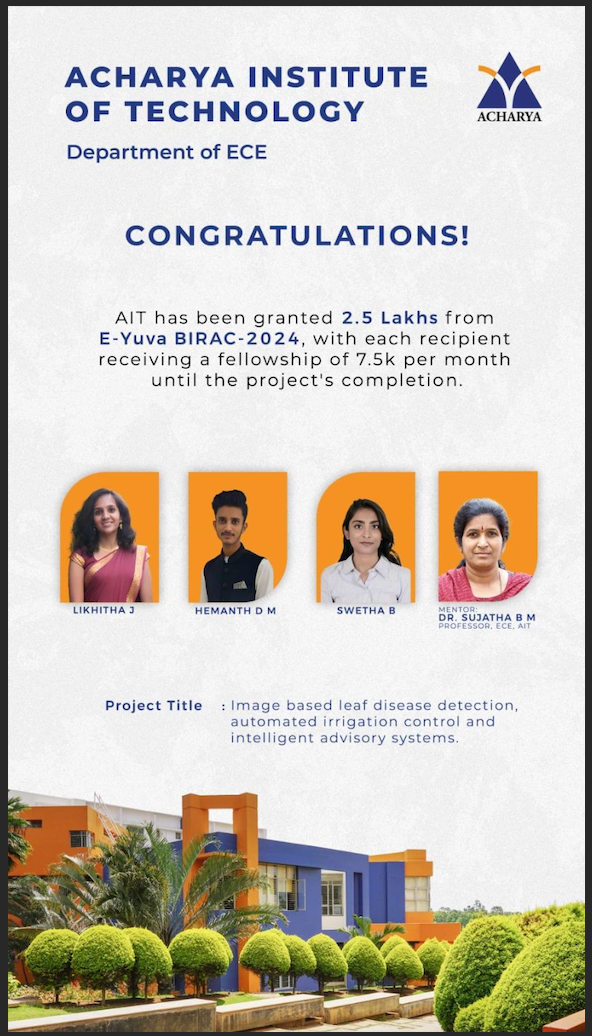 ACHARYA INSTITUTE
OF TECHNOLOGY
Department of ECE
ACHARYA
CONGRATULATIONS!
AIT has been granted 2.5 Lakhs from
E-Yuva BIRAC-2024, with each recipient
receiving a fellowship of 7.5k per month
until the project's completion.
LIKHITHA J
HEMANTH D M
SWETHA B
MENTOR:
DR. SUJATHA B M
PROFESSOR, ECE, AIT
Project Title : Image based leaf disease detection,
automated irrigation control and
intelligent advisory systems.